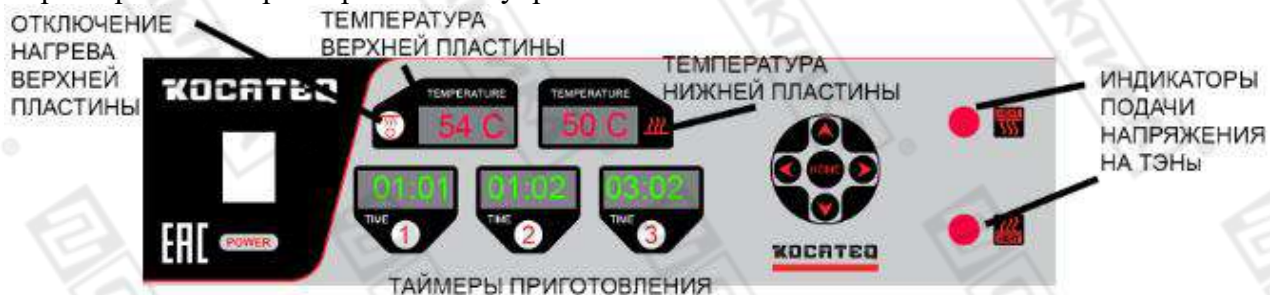 ОТКЛЮЧЕНИЕ
НАГРЕВА
ВЕРХНЕЙ
ПЛАСТИНЫ
ТЕМПЕРАТУРА
ВЕРХНЕЙ ПЛАСТИНЫ
ТЕМПЕРАТУРА
НИЖНЕЙ ПЛАСТИНЫ
ИНДИКАТОРЫ
ПОДАЧИ
НАПРЯЖЕНИЯ
НА ТЭНы
KOCATEQ
TEMPERATURE
54 C
TEMPERATURE
50 C
01:01
TIME
1
01:02
TIME
2
03:02
TIME
3
HOME
EAC
POWER
KOCATEQ
ТАЙМЕРЫ ПРИГОТОВЛЕНИЯ